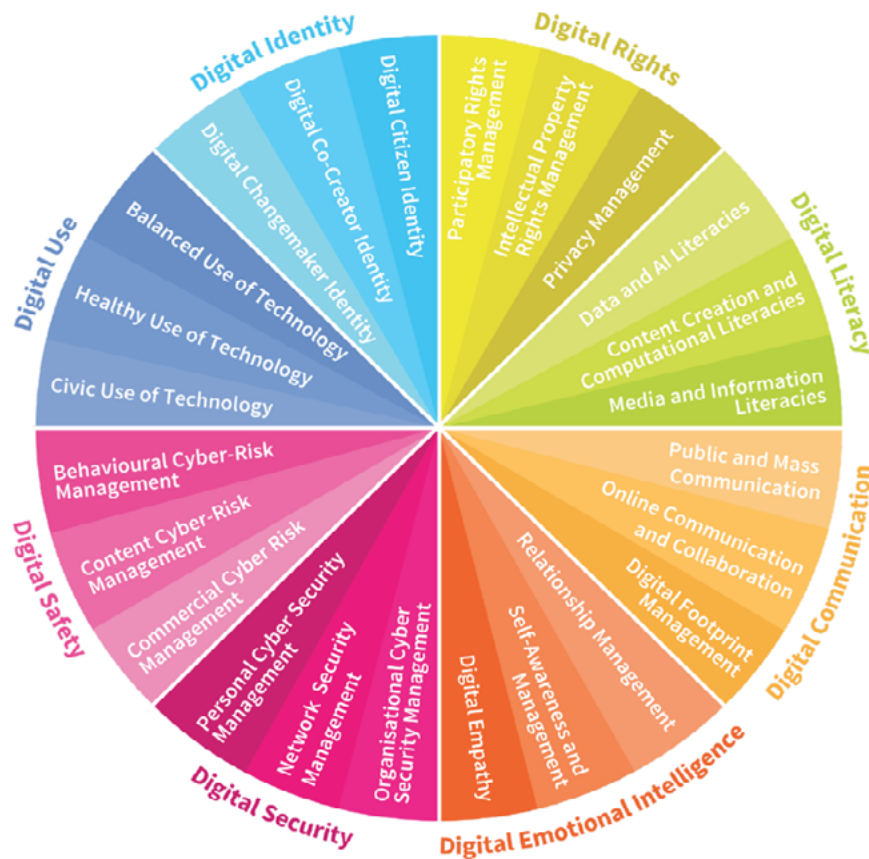 Digital Identity
Digital Citizen Identity
Digital Co-Creator Identity
Digital Changemaker Identity
Digital Rights
Participatory Rights
Management
Intellectual Property
Rights Management
Privacy Management
Digital Literacy
Data and AI Literacies
Content Creation and
Computational Literacies
Media and Information
Literacies
Digital Communication
Public and Mass
Communication
Online Communication
and Collaboration
Digital Footprint
Management
Digital Emotional Intelligence
Relationship Management
Self-Awareness and
Management
Digital Empathy
Digital Security
Organisational Cyber
Security Management
Network Security
Management
Personal Cyber Security
Management
Digital Safety
Commercial Cyber Risk
Management
Content Cyber-Risk
Management
Behavioural Cyber-Risk
Management
Digital Use
Civic Use of Technology
Healthy Use of Technology
Balanced Use of Technology